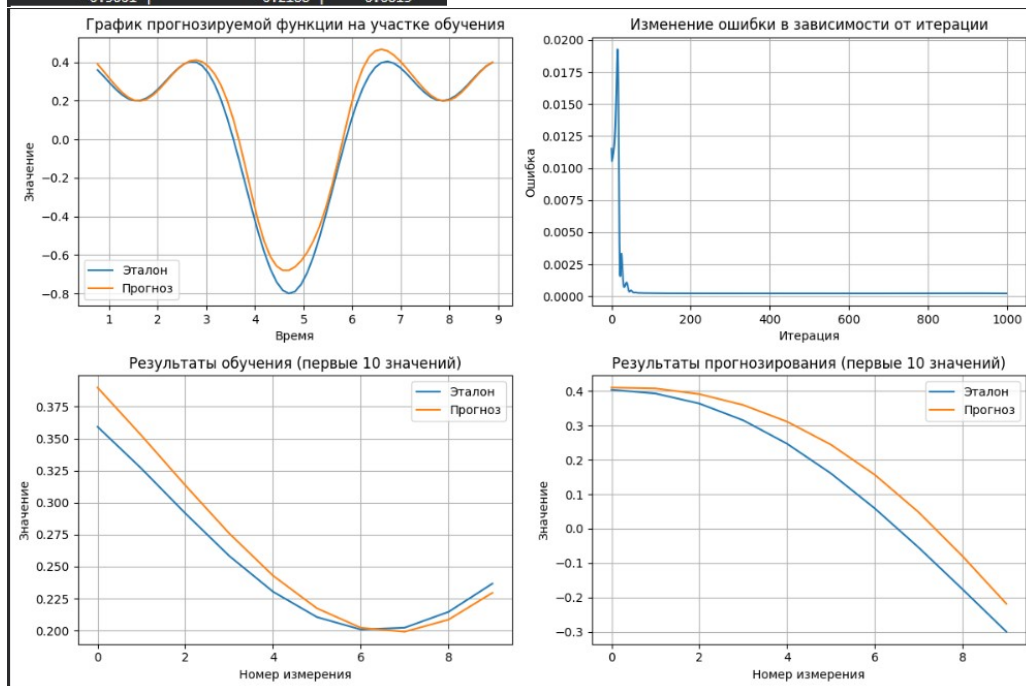 График прогнозируемой функции на участке обучения
0.4
0.2
0.0
−0.2
−0.4
−0.6
−0.8
Значение
Эталон
Прогноз
1 2 3 4 5 6 7 8 9
Время
Изменение ошибки в зависимости от итерации
0.0200
0.0175
0.0150
0.0125
0.0100
0.0075
0.0050
0.0025
0.0000
Ошибка
0 200 400 600 800 1000
Итерация
Результаты обучения (первые 10 значений)
0.375
0.350
0.325
0.300
0.275
0.250
0.225
0.200
Значение
Эталон
Прогноз
0 2 4 6 8
Номер измерения
Результаты прогнозирования (первые 10 значений)
0.4
0.3
0.2
0.1
0.0
−0.1
−0.2
−0.3
Значение
Эталон
Прогноз
0 2 4 6 8
Номер измерения